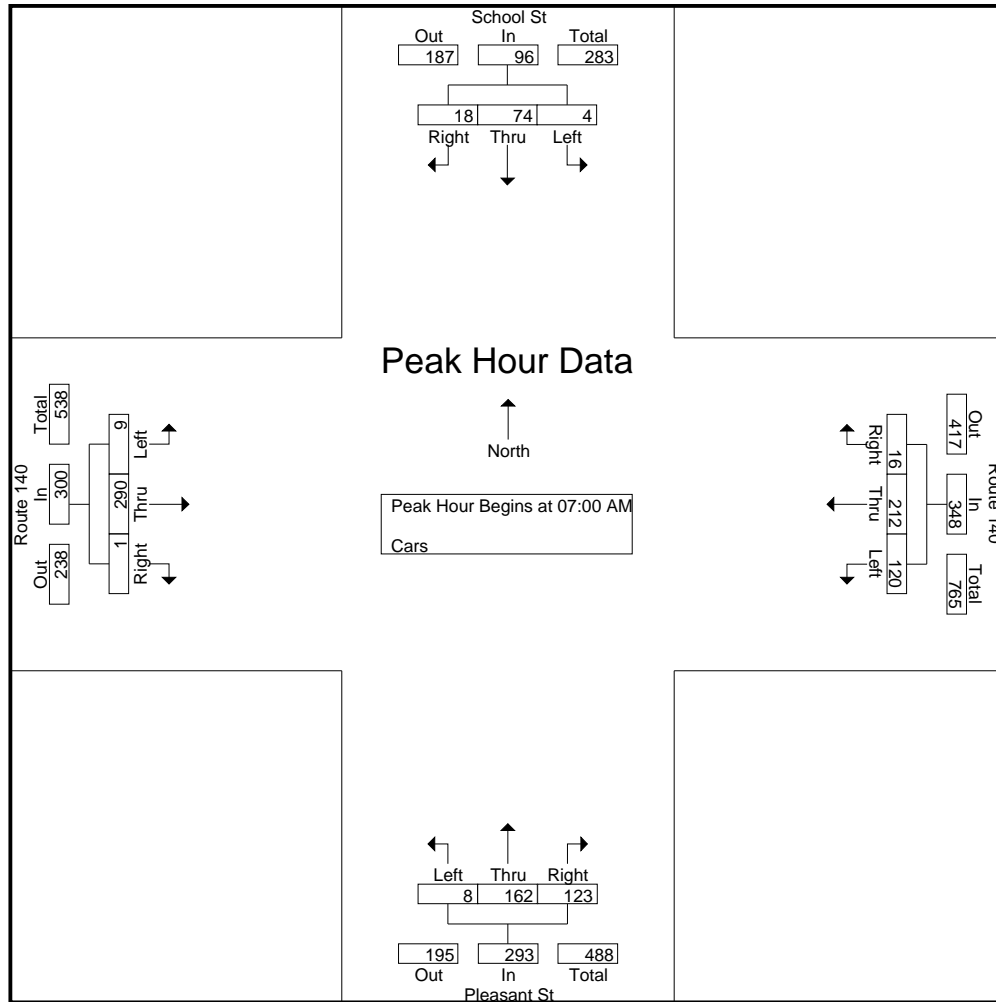 School St
Out In Total
187 96 283
18 74 4
Right Thru Left
Peak Hour Data
North
Peak Hour Begins at 07:00 AM
Cars
Route 140
Total In Out
538 300 238
9 290 1
Left Thru Right
Route 140
Out In Total
417 348 765
16 212 120
Right Thru Left
Left Thru Right
8 162 123
195 293 488
Out In Total
Pleasant St